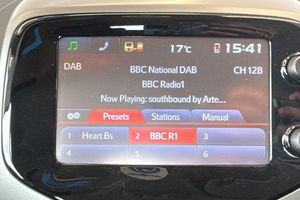 17°C 15:41
DAB BBC National DAB CH 12B
BBC Radio1
Now Playing: southbound by Arte...
Presets Stations Manual
1 Heart Bs 2 BBC R1 3
4 5 6